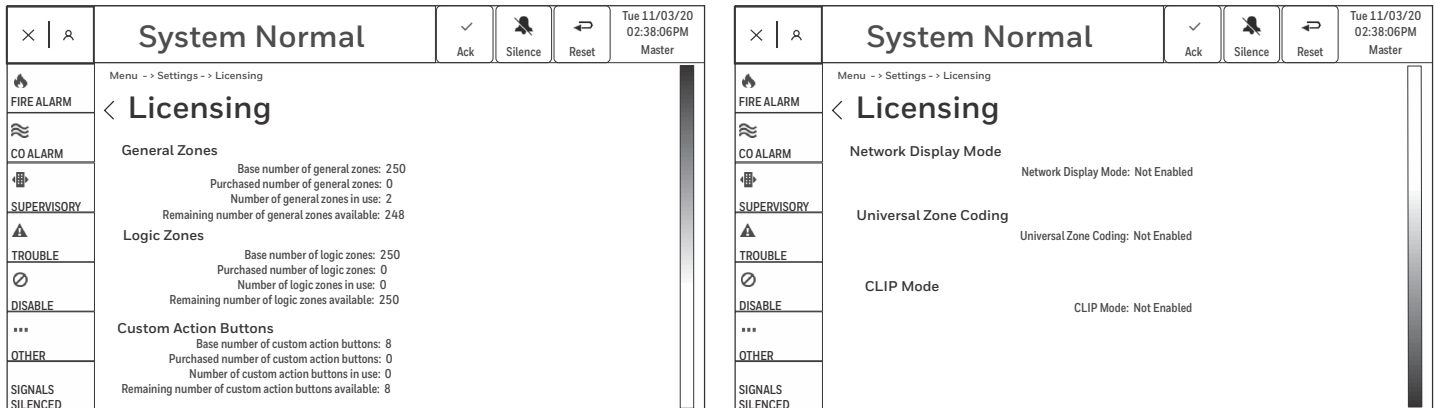 System Normal
Ack
Silence
Reset
Tue 11/03/20
02:38:06PM
Master
FIRE ALARM
CO ALARM
SUPERVISORY
TROUBLE
DISABLE
OTHER
SIGNALS
SILENCED
Menu -> Settings -> Licensing
Licensing
General Zones
Base number of general zones: 250
Purchased number of general zones: 0
Number of general zones in use: 2
Remaining number of general zones available: 248
Logic Zones
Base number of logic zones: 250
Purchased number of logic zones: 0
Number of logic zones in use: 0
Remaining number of logic zones available: 250
Custom Action Buttons
Base number of custom action buttons: 8
Purchased number of custom action buttons: 0
Number of custom action buttons in use: 0
Remaining number of custom action buttons available: 8
System Normal
Ack
Silence
Reset
Tue 11/03/20
02:38:06PM
Master
FIRE ALARM
CO ALARM
SUPERVISORY
TROUBLE
DISABLE
OTHER
SIGNALS
SILENCED
Menu -> Settings -> Licensing
Licensing
Network Display Mode
Network Display Mode: Not Enabled
Universal Zone Coding
Universal Zone Coding: Not Enabled
CLIP Mode
CLIP Mode: Not Enabled